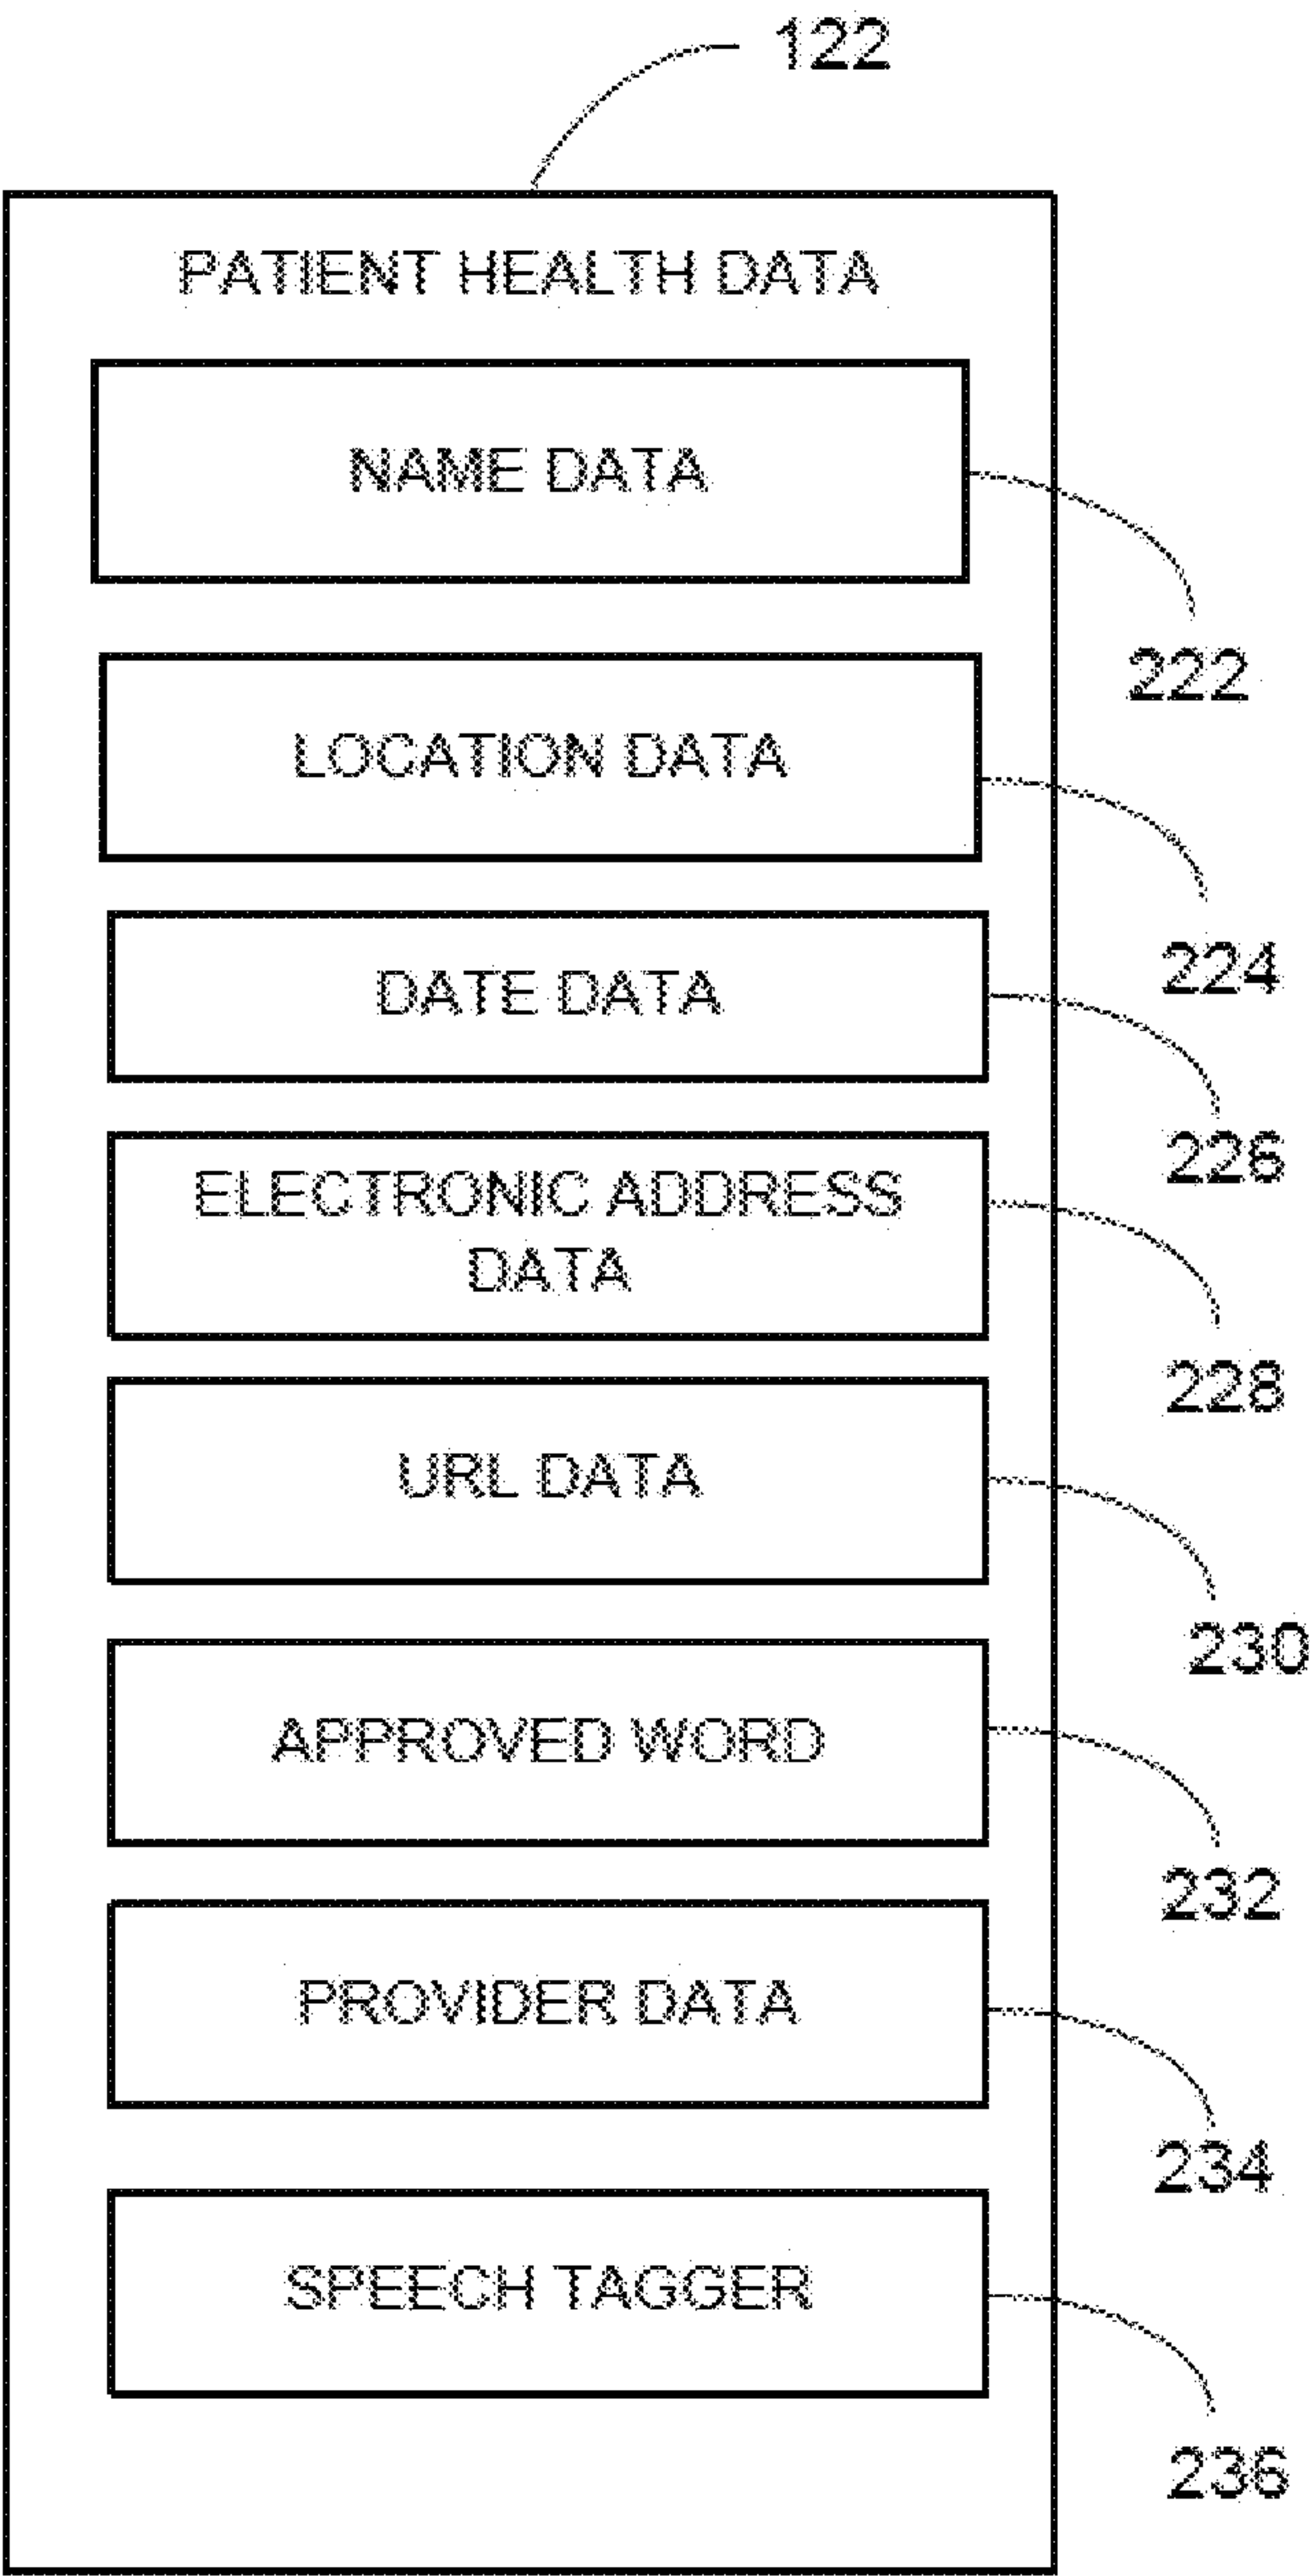 122
PATIENT HEALTH DATA
NAME DATA
222
LOCATION DATA
224
DATE DATA
226
ELECTRONIC ADDRESS
DATA
228
URL DATA
230
APPROVED WORD
232
PROVIDER DATA
234
SPEECH TAGGER
236